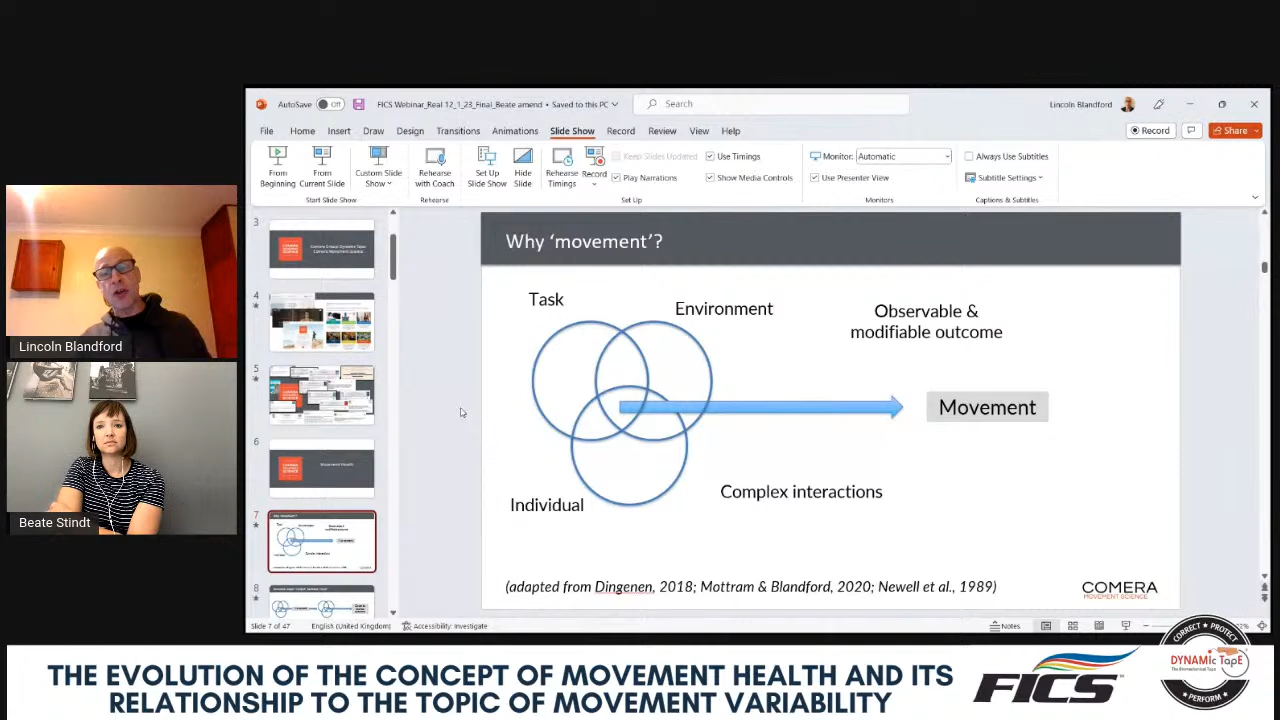 AutoSave
Off
FICS Webinar_Real 12_1_23_Final_Beate amend • Saved to this PC
Search
Lincoln Blandford
File
Home
Insert
Draw
Design
Transitions
Animations
Slide Show
Record
Review
View
Help
Record
Share
From
Beginning
From
Current Slide
Custom Slide
Show
Rehearse
with Coach
Set Up
Slide Show
Hide
Slide
Rehearse
Timings
Record
Keep Slides Updated
Play Narrations
Use Timings
Show Media Controls
Monitor:
Automatic
Use Presenter View
Always Use Subtitles
Subtitle Settings
Start Slide Show
Rehearse
Set Up
Monitors
Captions & Subtitles
3
4
5
6
7
8
Why ‘movement’?
Task
Environment
Observable &
modifiable outcome
Movement
Individual
Complex interactions
(adapted from Dingenen, 2018; Mottram & Blandford, 2020; Newell et al., 1989)
COMERA
MOVEMENT SCIENCE
Slide 7 of 47
English (United Kingdom)
Accessibility: Investigate
Notes
Lincoln Blandford
Beate Stindt
THE EVOLUTION OF THE CONCEPT OF MOVEMENT HEALTH AND ITS
RELATIONSHIP TO THE TOPIC OF MOVEMENT VARIABILITY
FICS
CORRECT • PROTECT
DYNAMIC TAPE
The Biomechanical Tape
PERFORM